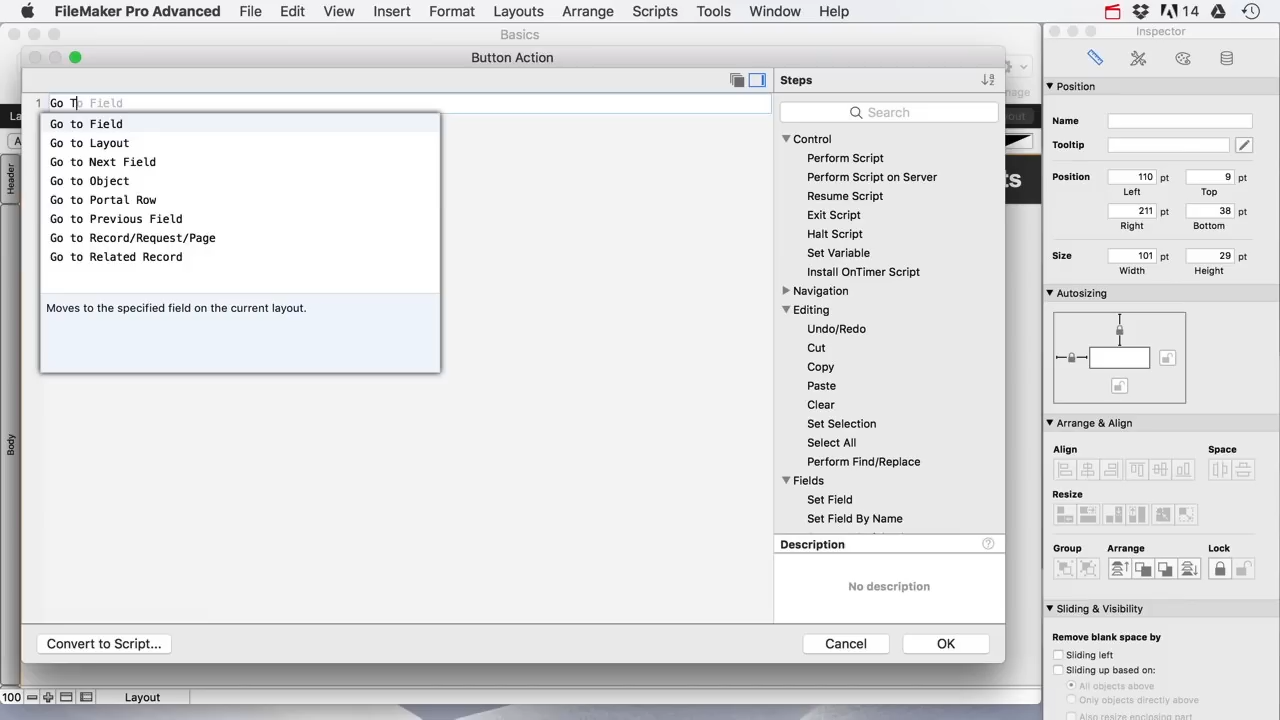 FileMaker Pro Advanced File Edit View Insert Format Layouts Arrange Scripts Tools Window Help 14
Basics
Inspector
Button Action
Steps
Position
1 Go To Field
Search
Go to Field
Go to Layout
Go to Next Field
Go to Object
Go to Portal Row
Go to Previous Field
Go to Record/Request/Page
Go to Related Record
Moves to the specified field on the current layout.
Control
Perform Script
Perform Script on Server
Resume Script
Exit Script
Halt Script
Set Variable
Install OnTimer Script
Navigation
Editing
Undo/Redo
Cut
Copy
Paste
Clear
Set Selection
Select All
Perform Find/Replace
Fields
Set Field
Set Field By Name
Description
No description
Convert to Script...
Cancel
OK
Header
Body
100
Layout
Name
Tooltip
Position 110 pt 9 pt
Left Top
211 pt 38 pt
Right Bottom
Size 101 pt 29 pt
Width Height
Autosizing
Arrange & Align
Align Space
Resize
Group Arrange Lock
Sliding & Visibility
Remove blank space by
Sliding left
Sliding up based on:
All objects above
Only objects directly above
Also resize enclosing part